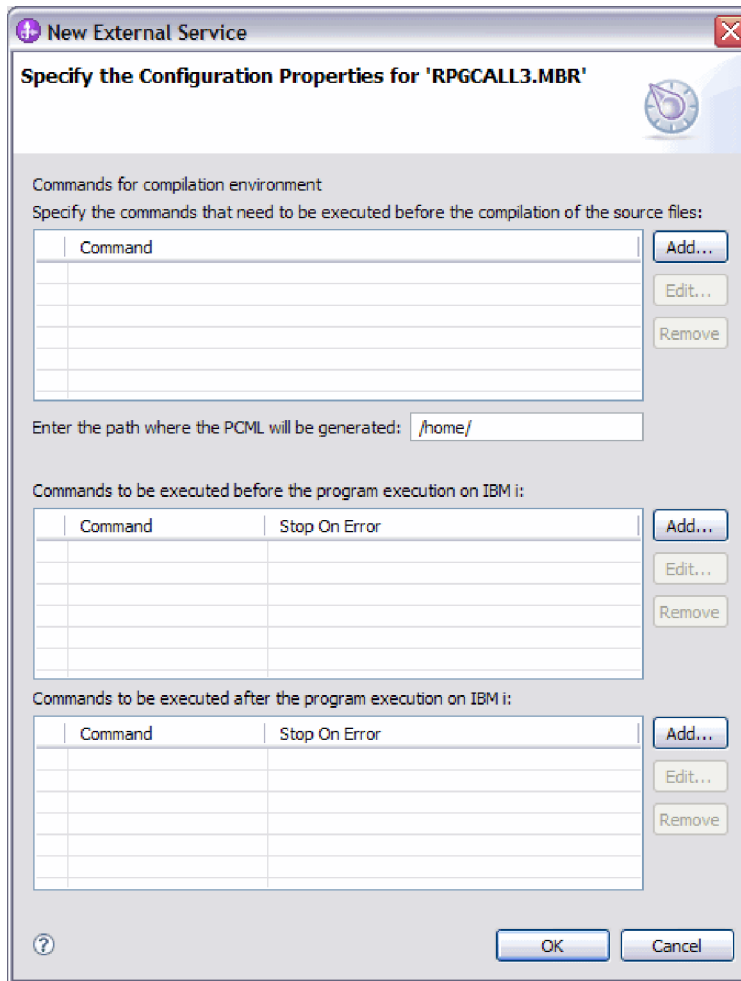 New External Service
Specify the Configuration Properties for 'RPGCALL3.MBR'
Commands for compilation environment
Specify the commands that need to be executed before the compilation of the source files:
Command
Add...
Edit...
Remove
Enter the path where the PCML will be generated: /home/
Commands to be executed before the program execution on IBM i:
Command Stop On Error
Add...
Edit...
Remove
Commands to be executed after the program execution on IBM i:
Command Stop On Error
Add...
Edit...
Remove
? OK Cancel